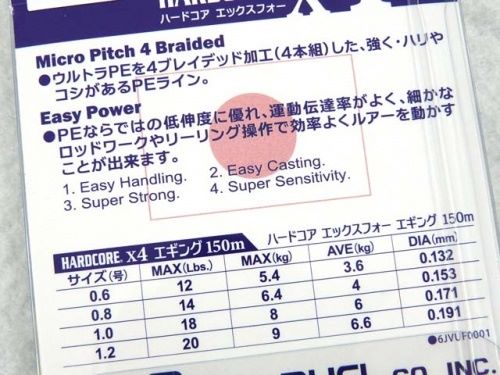 ハードコア エックスフォー
Micro Pitch 4 Braided
●ウルトラPEを4ブレイデッド加工(4本組)した、強く・ハリや
コシがあるPEライン。
Easy Power
●PEならではの低伸度に優れ、運動伝達率がよく、細かな
ロッドワークやリーリング操作で効率よくルアーを動かす
ことが出来ます。
1. Easy Handling. 2. Easy Casting.
3. Super Strong. 4. Super Sensitivity.
HARDCORE® X4 エギング 150m ハードコア エックスフォー エギング 150m
サイズ(号) MAX(Lbs.) MAX(kg) AVE(kg) DIA(mm)
0.6 12 5.4 3.6 0.132
0.8 14 6.4 4 0.153
1.0 18 8 6 0.171
1.2 20 9 6.6 0.191
●6JVUF0001
CO., INC.